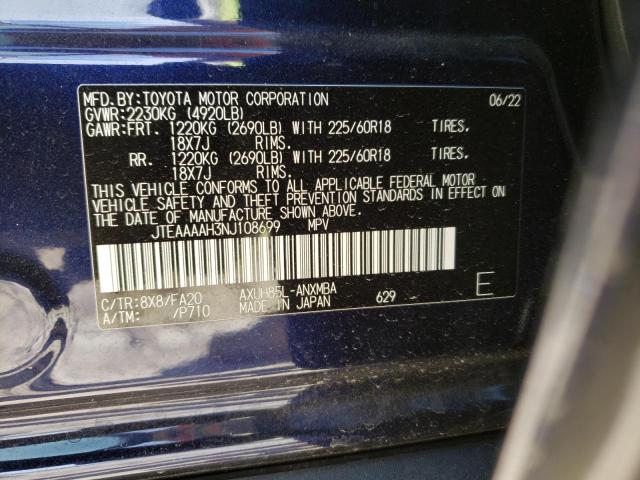 MFD.BY:TOYOTA MOTOR CORPORATION 06/22
GVWR:2230KG (4920LB)
GAWR:FRT. 1220KG (2690LB) WITH 225/60R18 TIRES,
18X7J RIMS.
RR. 1220KG (2690LB) WITH 225/60R18 TIRES,
18X7J RIMS.
THIS VEHICLE CONFORMS TO ALL APPLICABLE FEDERAL MOTOR
VEHICLE SAFETY AND THEFT PREVENTION STANDARDS IN EFFECT ON
THE DATE OF MANUFACTURE SHOWN ABOVE.
JTEAAAAH3NJ108699 MPV
C/TR:8X8/FA20 AXUH85L-ANXMBA
A/TM: /P710 MADE IN JAPAN 629 E